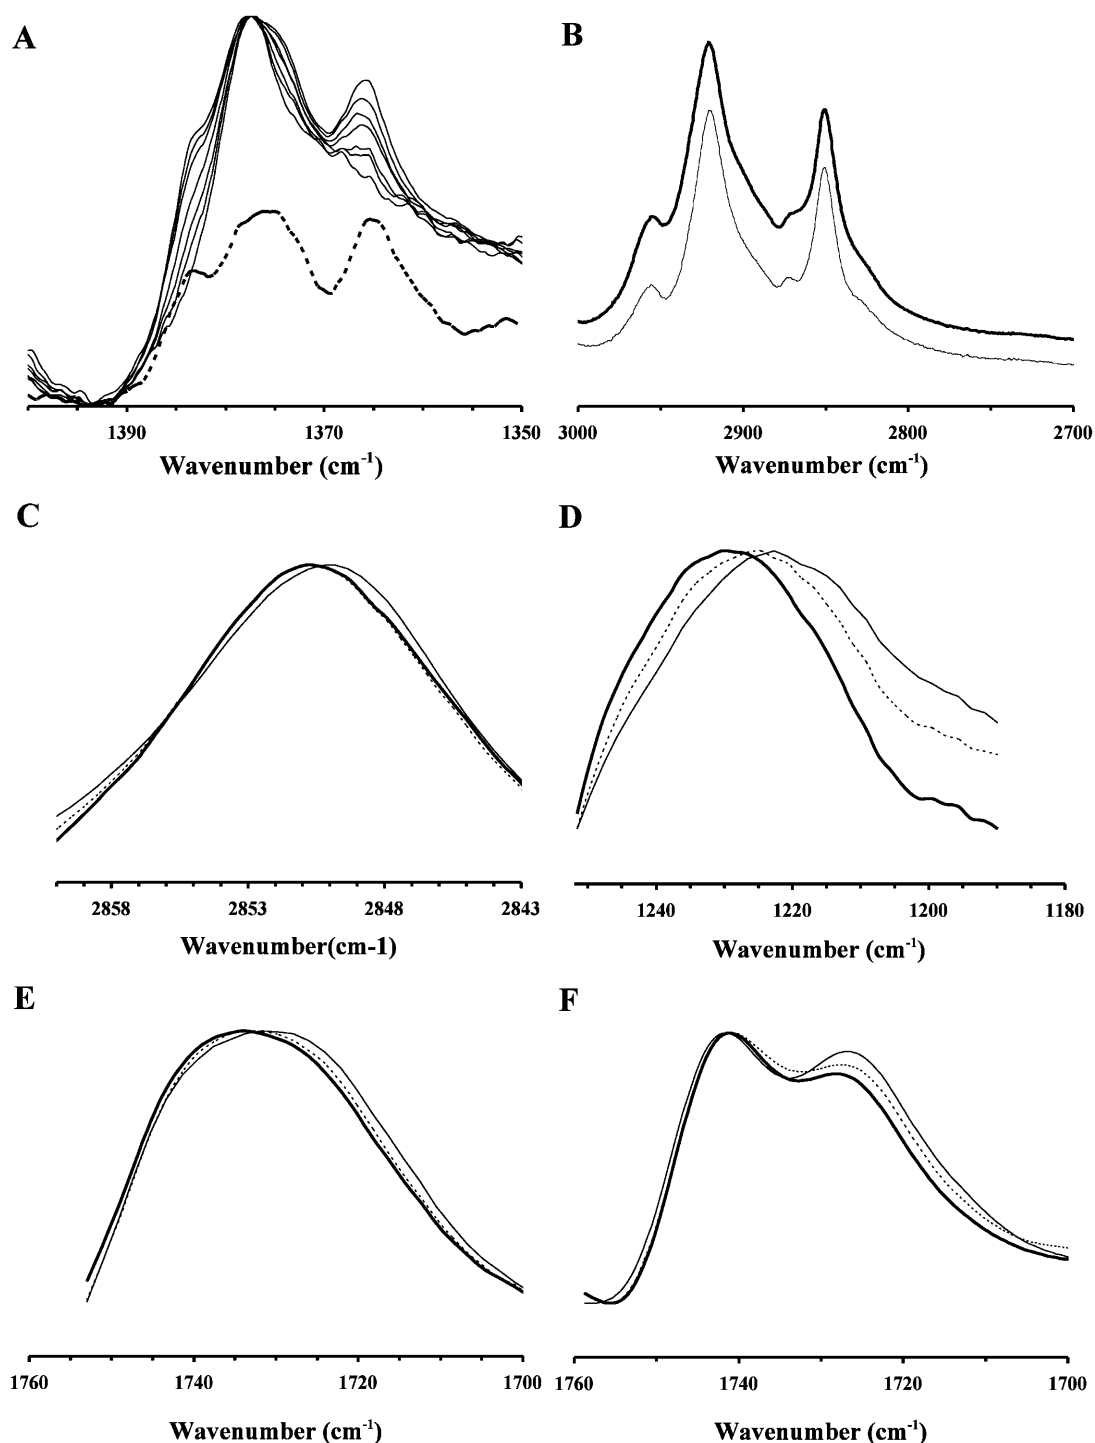 A
B
1390 1370 1350
Wavenumber (cm-1)
3000 2900 2800 2700
Wavenumber (cm-1)
C
D
2858 2853 2848 2843
Wavenumber(cm-1)
1240 1220 1200 1180
Wavenumber (cm-1)
E
F
1760 1740 1720 1700
Wavenumber (cm-1)
1760 1740 1720 1700
Wavenumber (cm-1)